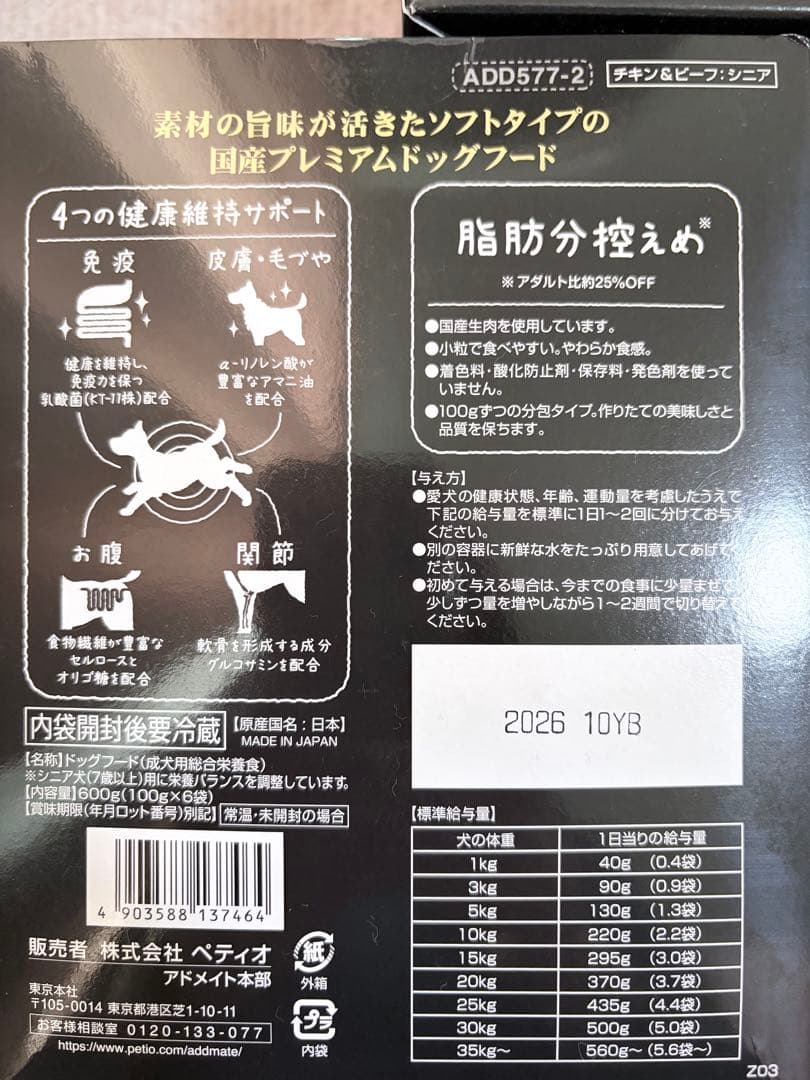 ADD577-2
チキン&ビーフ:シニア
素材の旨味が活きたソフトタイプの
国産プレミアムドッグフード
4つの健康維持サポート
免疫
健康を維持し、
免疫力を保つ
乳酸菌(KT-11株)配合
皮膚・毛づや
α-リノレン酸が
豊富なアマニ油
を配合
お腹
食物繊維が豊富な
セルロースと
オリゴ糖を配合
関節
軟骨を形成する成分
グルコサミンを配合
脂肪分控えめ※
※アダルト比約25%OFF
●国産生肉を使用しています。
●小粒で食べやすい。やわらか食感。
●着色料・酸化防止剤・保存料・発色剤を使って
いません。
●100gずつの分包タイプ。作りたての美味しさと
品質を保ちます。
【与え方】
●愛犬の健康状態、年齢、運動量を考慮したうえで
下記の給与量を標準に1日1〜2回に分けてお与え
ください。
●別の容器に新鮮な水をたっぷり用意してあげてく
ださい。
●初めて与える場合は、今までの食事に少量まぜて
少しずつ量を増やしながら1〜2週間で切り替えて
ください。
2026 10YB
内袋開封後要冷蔵
【原産国名:日本】
MADE IN JAPAN
【名称】ドッグフード(成犬用総合栄養食)
※シニア犬(7歳以上)用に栄養バランスを調整しています。
【内容量】600g(100g×6袋)
【賞味期限(年月ロット番号)別記】 常温・未開封の場合
4 903588 137464
販売者 株式会社 ペティオ
アドメイト本部
東京本社
〒105-0014 東京都港区芝1-10-11
お客様相談室 0120-133-077
https://www.petio.com/addmate/
紙
外箱
プラ
内袋
【標準給与量】
犬の体重 1日当りの給与量
1kg 40g (0.4袋)
3kg 90g (0.9袋)
5kg 130g (1.3袋)
10kg 220g (2.2袋)
15kg 295g (3.0袋)
20kg 370g (3.7袋)
25kg 435g (4.4袋)
30kg 500g (5.0袋)
35kg〜 560g〜 (5.6袋〜)
Z03